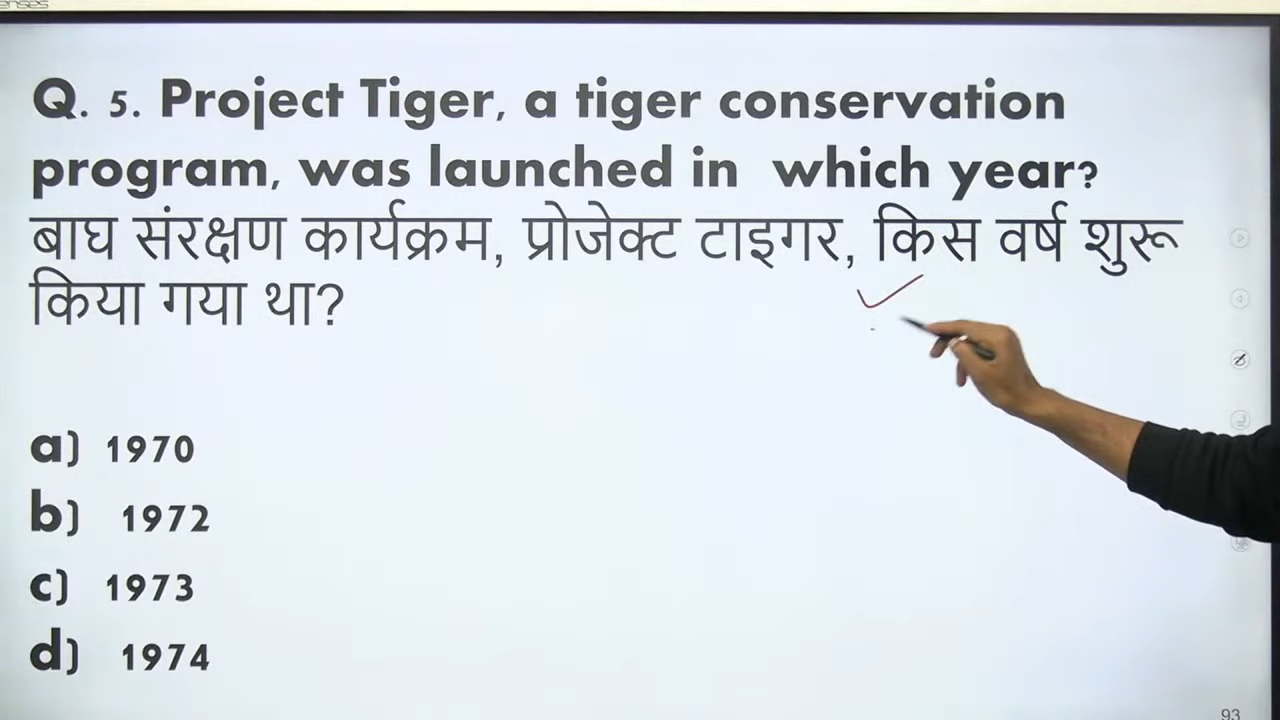 enses
Q. 5. Project Tiger, a tiger conservation
program, was launched in which year?
बाघ संरक्षण कार्यक्रम, प्रोजेक्ट टाइगर, किस वर्ष शुरू
किया गया था?
a) 1970
b) 1972
c) 1973
d) 1974
93